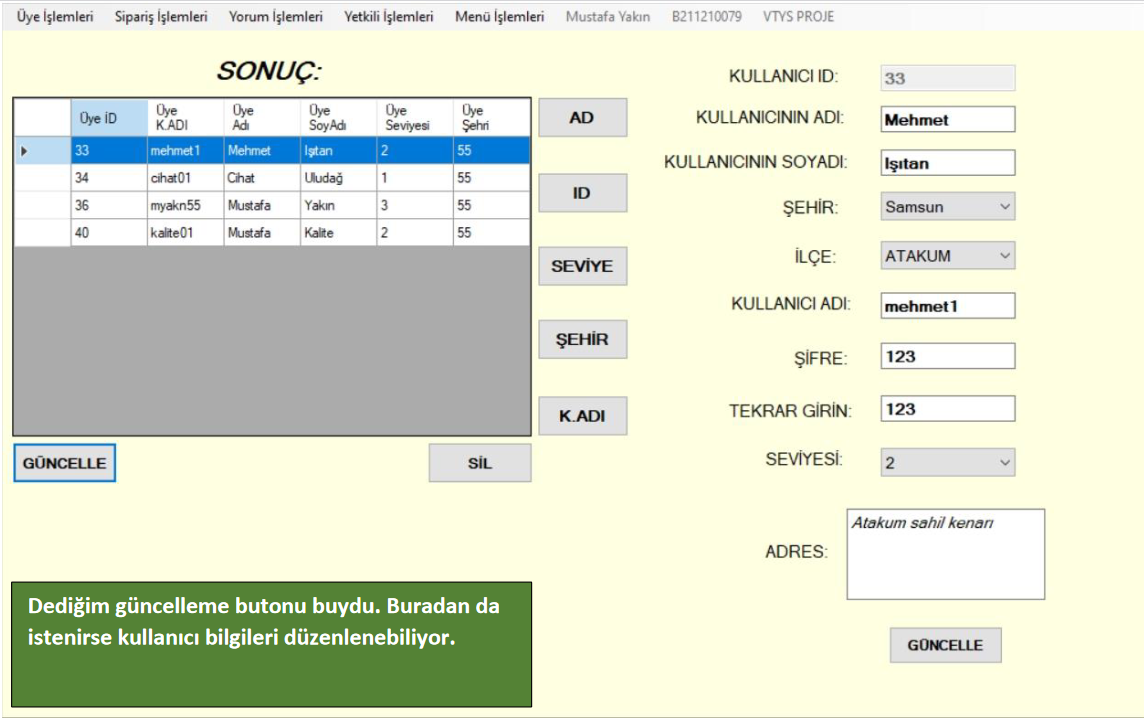 Üye İşlemleri Sipariş İşlemleri Yorum İşlemleri Yetkili İşlemleri Menü İşlemleri Mustafa Yakın B211210079 VTYS PROJE
SONUÇ:
Üye İD Üye K.ADI Üye Adı Üye SoyAdı Üye Seviyesi Üye Şehri
33 mehmet1 Mehmet Işıtan 2 55
34 cihat01 Cihat Uludağ 1 55
36 myakn55 Mustafa Yakın 3 55
40 kalite01 Mustafa Kalite 2 55
GÜNCELLE SİL
AD
ID
SEVİYE
ŞEHİR
K.ADI
KULLANICI ID: 33
KULLANICININ ADI: Mehmet
KULLANICININ SOYADI: Işıtan
ŞEHİR: Samsun
İLÇE: ATAKUM
KULLANICI ADI: mehmet1
ŞİFRE: 123
TEKRAR GİRİN: 123
SEVİYESİ: 2
ADRES: Atakum sahil kenarı
GÜNCELLE
Dediğim güncelleme butonu buydu. Buradan da
istenirse kullanıcı bilgileri düzenlenebiliyor.